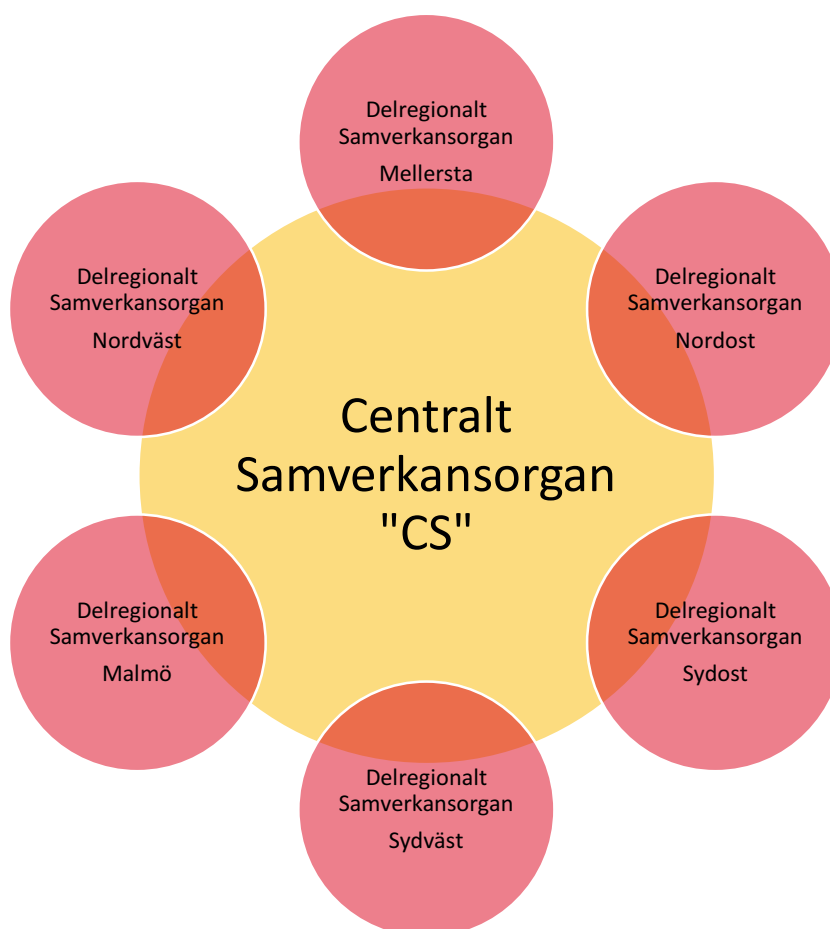 Delregionalt
Samverkansorgan
Mellersta
Delregionalt
Samverkansorgan
Nordväst
Delregionalt
Samverkansorgan
Nordost
Centralt
Samverkansorgan
"CS"
Delregionalt
Samverkansorgan
Malmö
Delregionalt
Samverkansorgan
Sydost
Delregionalt
Samverkansorgan
Sydväst